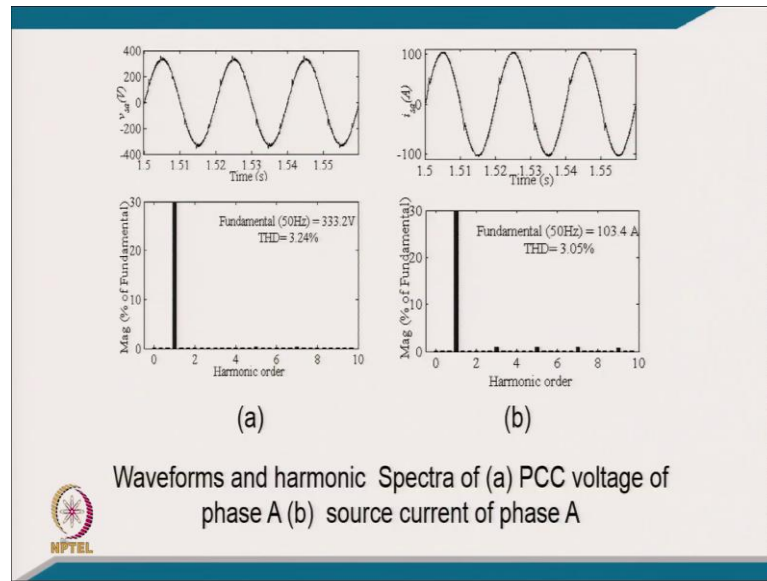 400
200
0
-200
-400
v_sa(V)
1.5 1.51 1.52 1.53 1.54 1.55
Time (s)
30
20
10
0
Mag (% of Fundamental)
Fundamental (50Hz) = 333.2V
THD= 3.24%
0 2 4 6 8 10
Harmonic order
(a)
100
0
-100
1.5 1.51 1.52 1.53 1.54 1.55
Time (s)
30
20
10
0
Mag (% of Fundamental)
Fundamental (50Hz) = 103.4 A
THD= 3.05%
0 2 4 6 8 10
Harmonic order
(b)
Waveforms and harmonic Spectra of (a) PCC voltage of
phase A (b) source current of phase A
NPTEL